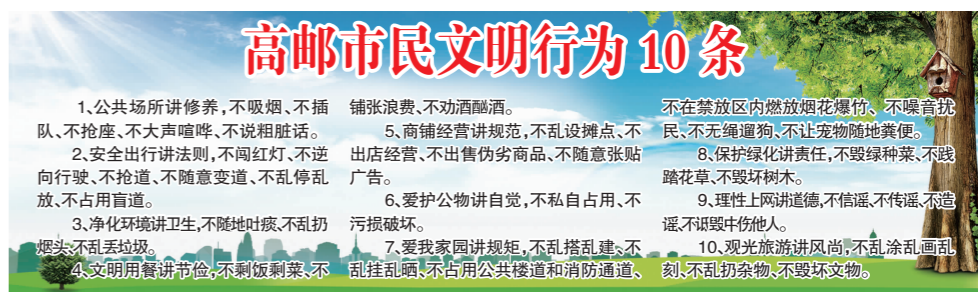 高邮市民文明行为10条
1、公共场所讲修养,不吸烟、不插
队、不抢座、不大声喧哗、不说粗脏话。
2、安全出行讲法则,不闯红灯、不逆
向行驶、不抢道、不随意变道、不乱停乱
放、不占用盲道。
3、净化环境讲卫生,不随地吐痰、不乱扔
烟头、不乱丢垃圾。
4、文明用餐讲节俭,不剩饭剩菜、不
铺张浪费、不劝酒酗酒。
5、商铺经营讲规范,不乱设摊点、不
出店经营、不出售伪劣商品、不随意张贴
广告。
6、爱护公物讲自觉,不私自占用、不
污损破坏。
7、爱我家园讲规矩,不乱搭乱建、不
乱挂乱晒、不占用公共楼道和消防通道、
不在禁放区内燃放烟花爆竹、不噪音扰
民、不无绳遛狗、不让宠物随地粪便。
8、保护绿化讲责任,不毁绿种菜、不践
踏花草、不毁坏树木。
9、理性上网讲道德,不信谣、不传谣、不造
谣、不诋毁中伤他人。
10、观光旅游讲风尚,不乱涂乱画乱
刻、不乱扔杂物、不毁坏文物。